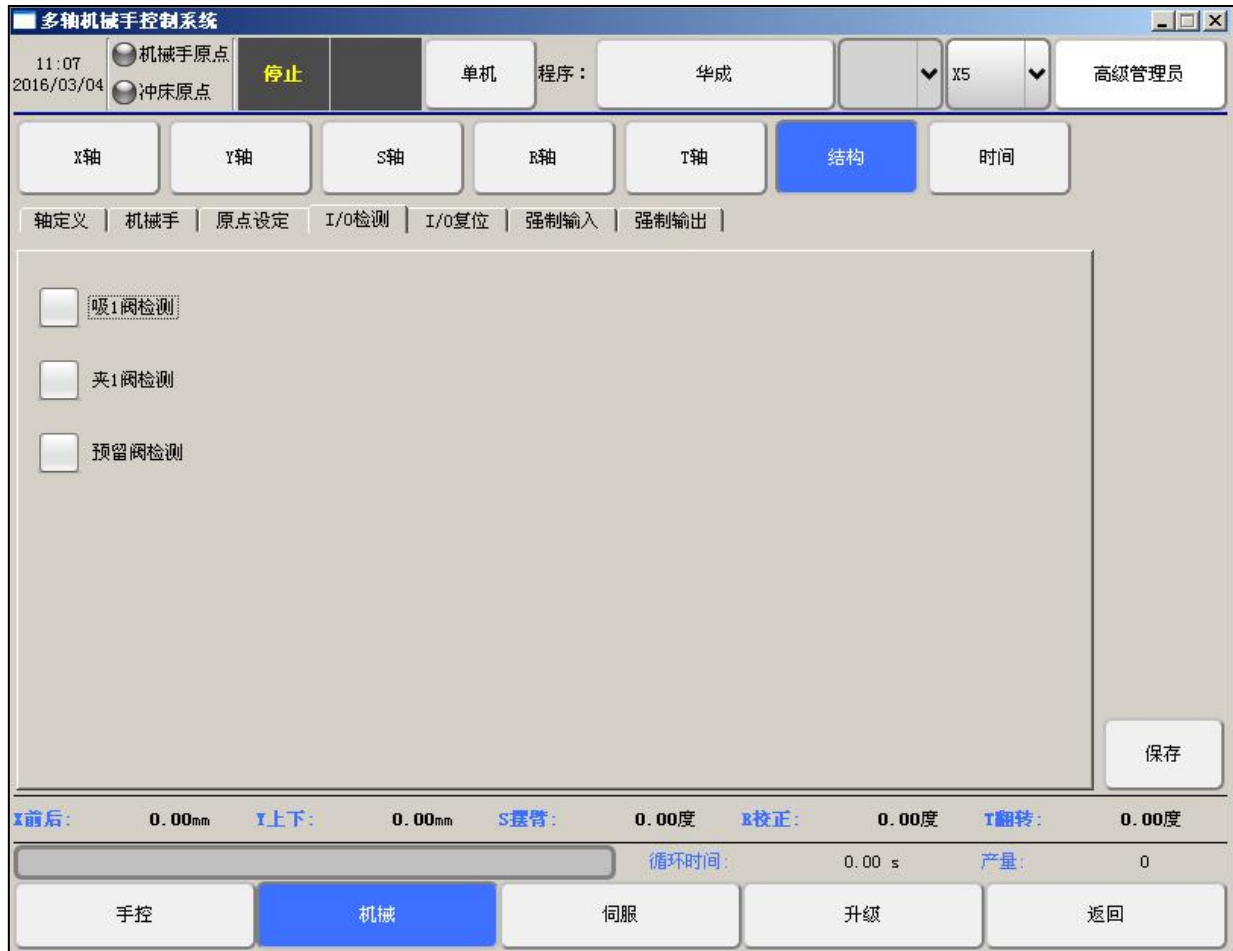 多轴机械手控制系统
11:07
2016/03/04
机械手原点
冲床原点
停止
单机
程序：
华成
X5
高级管理员
X轴
Y轴
S轴
R轴
T轴
结构
时间
轴定义
机械手
原点设定
I/O检测
I/O复位
强制输入
强制输出
吸1阀检测
夹1阀检测
预留阀检测
保存
X前后: 0.00mm Y上下: 0.00mm S摆臂: 0.00度 R校正: 0.00度 T翻转: 0.00度
循环时间: 0.00 s 产量: 0
手控
机械
伺服
升级
返回